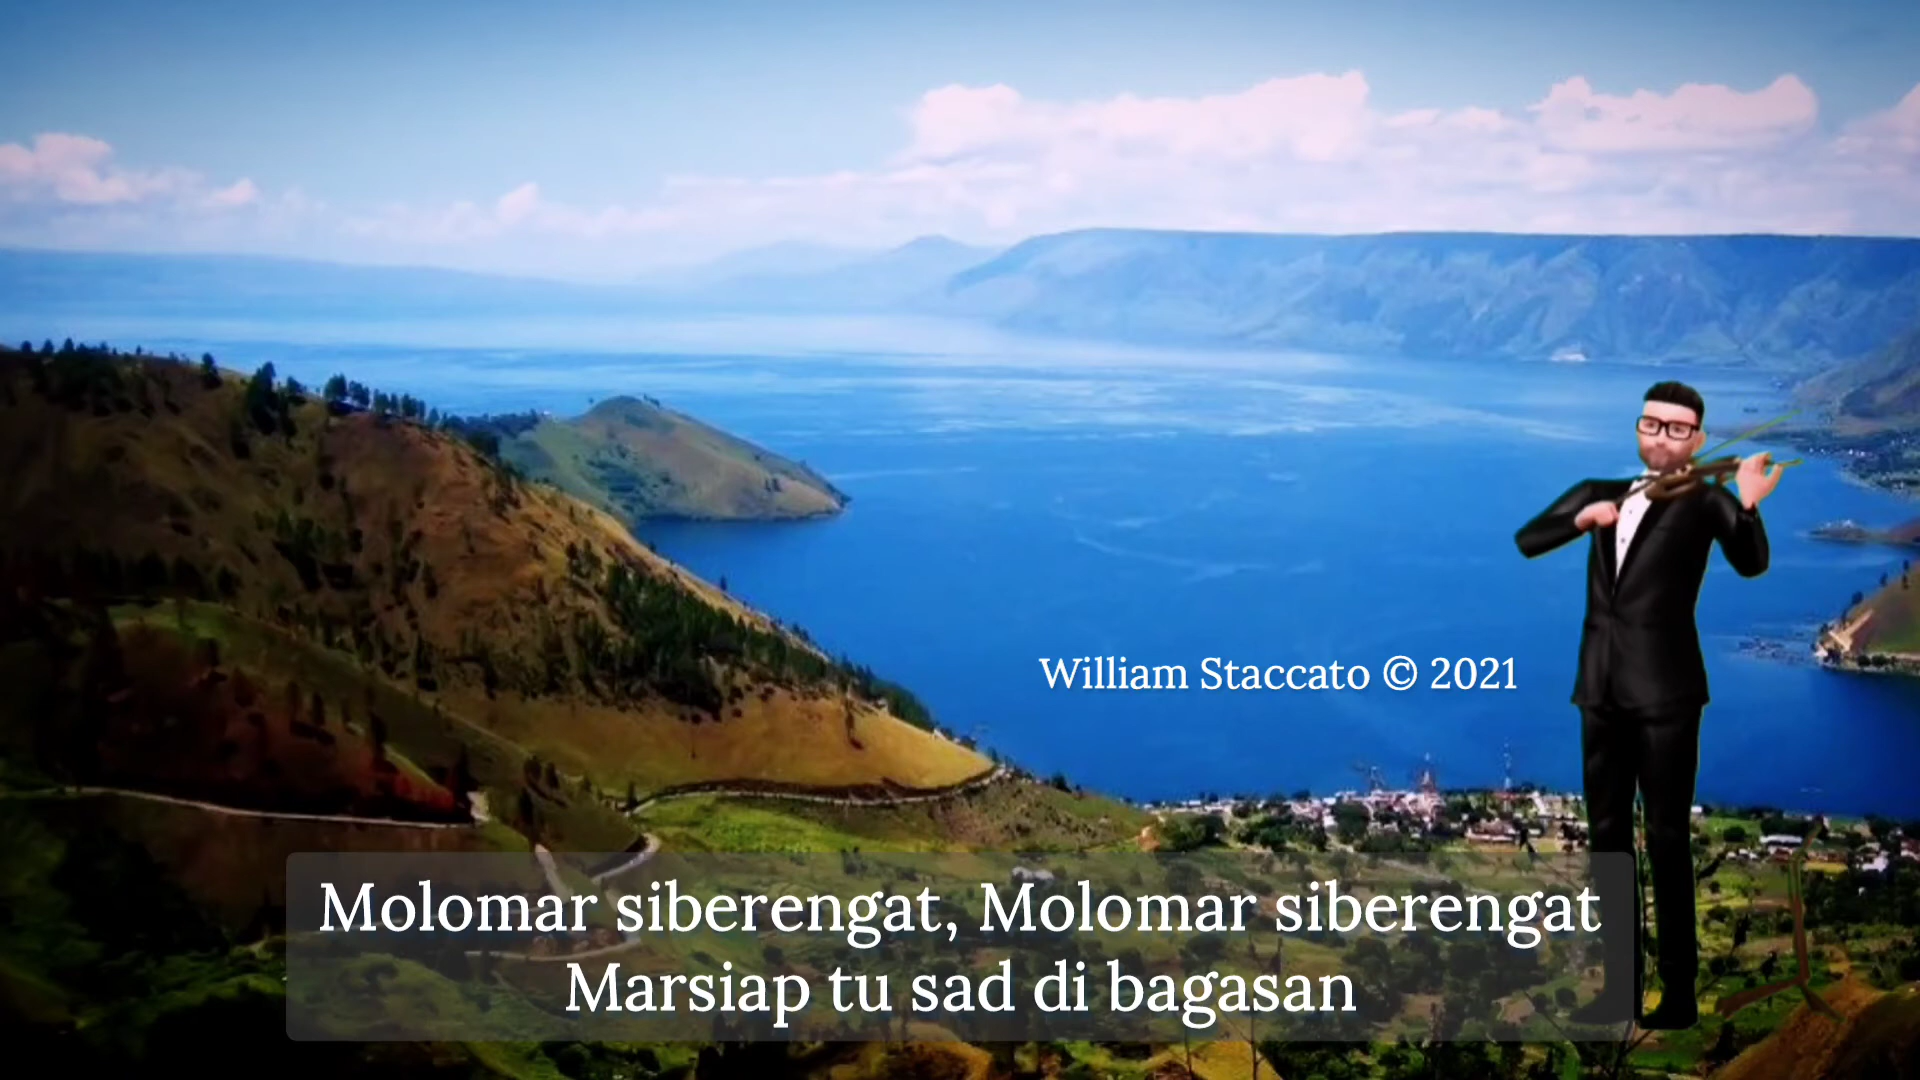 William Staccato © 2021
Molomar siberengat, Molomar siberengat
Marsiap tu sad di bagasan